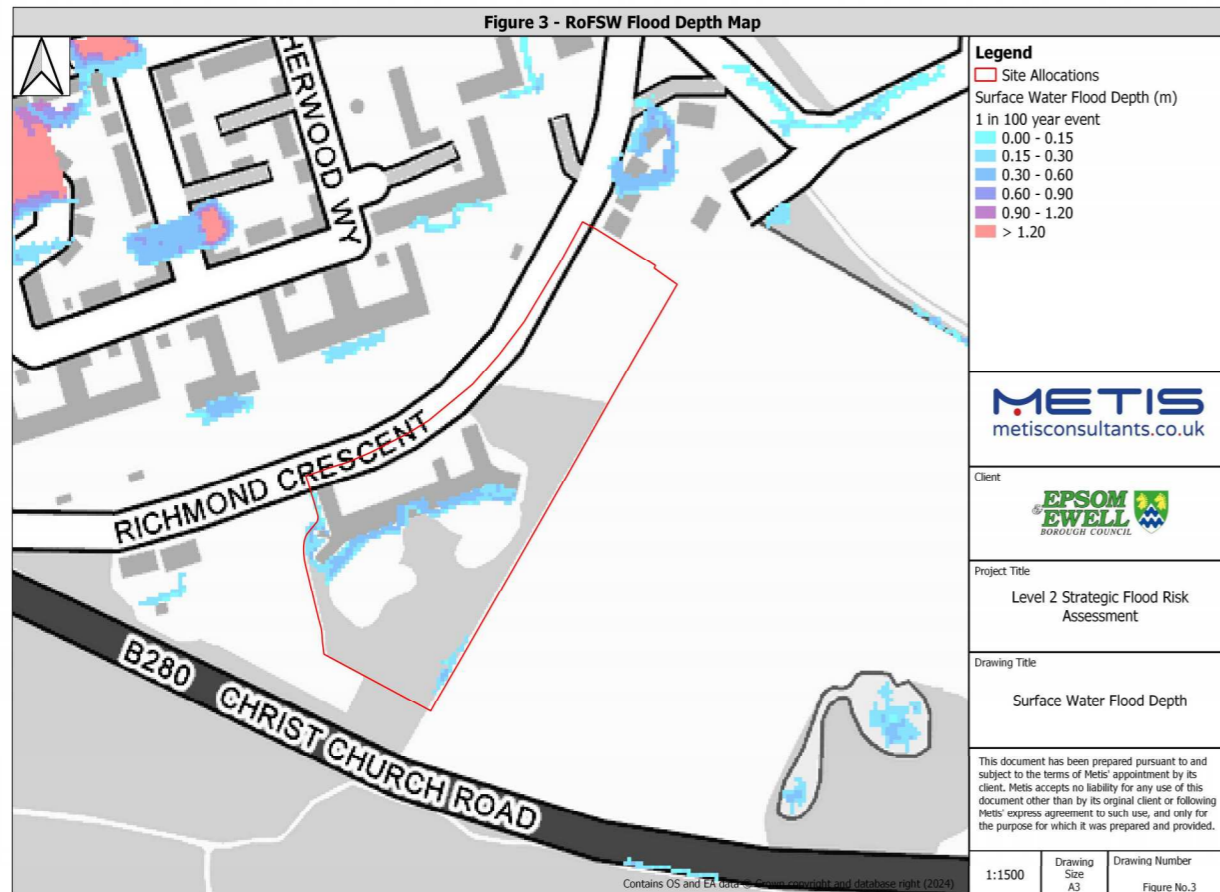 Figure 3 - RoFSW Flood Depth Map
HERWOOD WY
RICHMOND CRESCENT
B280 CHRIST CHURCH ROAD
Contains OS and EA data © Crown copyright and database right (2024)
Legend
Site Allocations
Surface Water Flood Depth (m)
1 in 100 year event
0.00 - 0.15
0.15 - 0.30
0.30 - 0.60
0.60 - 0.90
0.90 - 1.20
> 1.20
METIS
metisconsultants.co.uk
Client
EPSOM
& EWELL
BOROUGH COUNCIL
Project Title
Level 2 Strategic Flood Risk
Assessment
Drawing Title
Surface Water Flood Depth
This document has been prepared pursuant to and
subject to the terms of Metis' appointment by its
client. Metis accepts no liability for any use of this
document other than by its orginal client or following
Metis' express agreement to such use, and only for
the purpose for which it was prepared and provided.
1:1500
Drawing
Size
A3
Drawing Number
Figure No.3